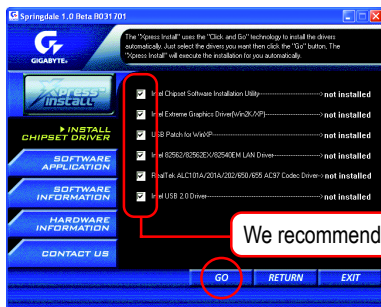 Springdale 1.0 Beta B031701
The "Xpress Install" uses the "Click and Go" technology to install the drivers
automatically. Just select the drivers you want then click the "Go" button. The
"Xpress Install" will execute the installation for you automatically.
GIGABYTE
Xpress
INSTALL
Intel Chipset Software Installation Utility not installed
Intel Extreme Graphics Driver(Win2K/XP) not installed
INSTALL
CHIPSET DRIVER
USB Patch for WinXP not installed
Intel 82562/82562EX/82540EM LAN Driver not installed
SOFTWARE
APPLICATION
RealTek ALC101A/201A/202/650/655 AC97 Codec Driver not installed
SOFTWARE
INFORMATION
Intel USB 2.0 Driver not installed
HARDWARE
INFORMATION
We recommend
CONTACT US
GO RETURN EXIT